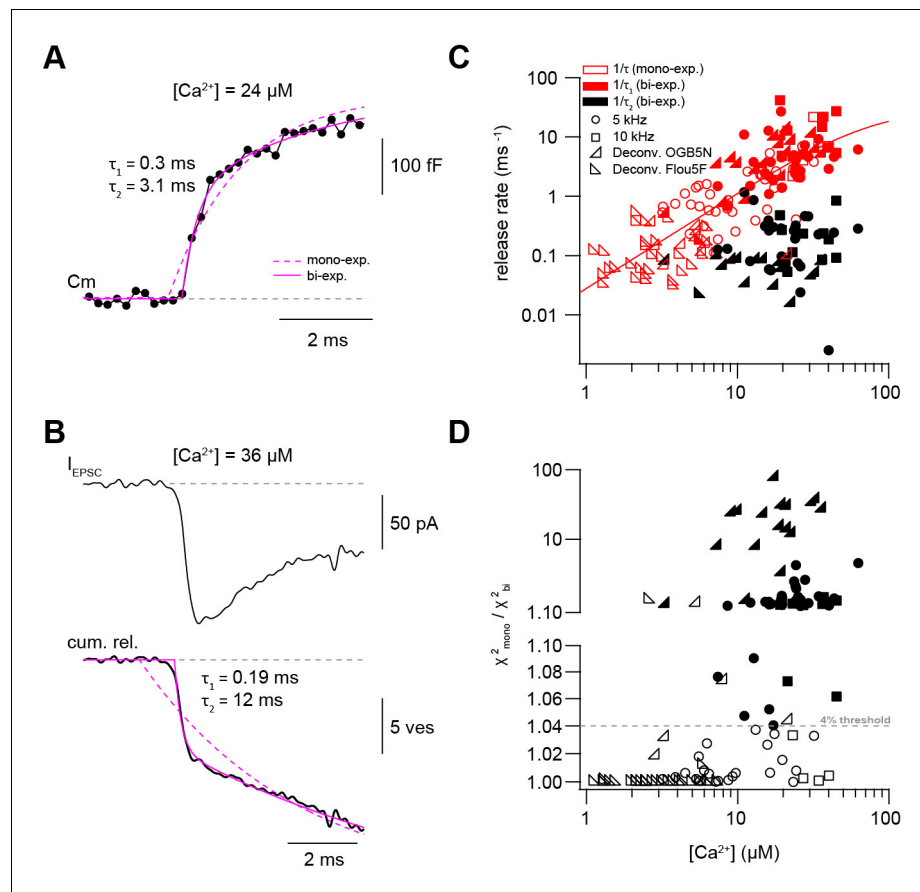 A
[Ca²⁺] = 24 µM
τ₁ = 0.3 ms
τ₂ = 3.1 ms
100 fF
mono-exp.
bi-exp.
Cm
2 ms
B
[Ca²⁺] = 36 µM
I_EPSC
50 pA
cum. rel.
τ₁ = 0.19 ms
τ₂ = 12 ms
5 ves
2 ms
C
1/τ (mono-exp.)
1/τ₁ (bi-exp.)
1/τ₂ (bi-exp.)
5 kHz
10 kHz
Deconv. OGB5N
Deconv. Flou5F
release rate (ms⁻¹)
100
10
1
0.1
0.01
1
10
100
D
χ²mono / χ²bi
100
10
1.10
1.10
1.08
1.06
1.04
1.02
1.00
4% threshold
1
10
100
[Ca²⁺] (µM)